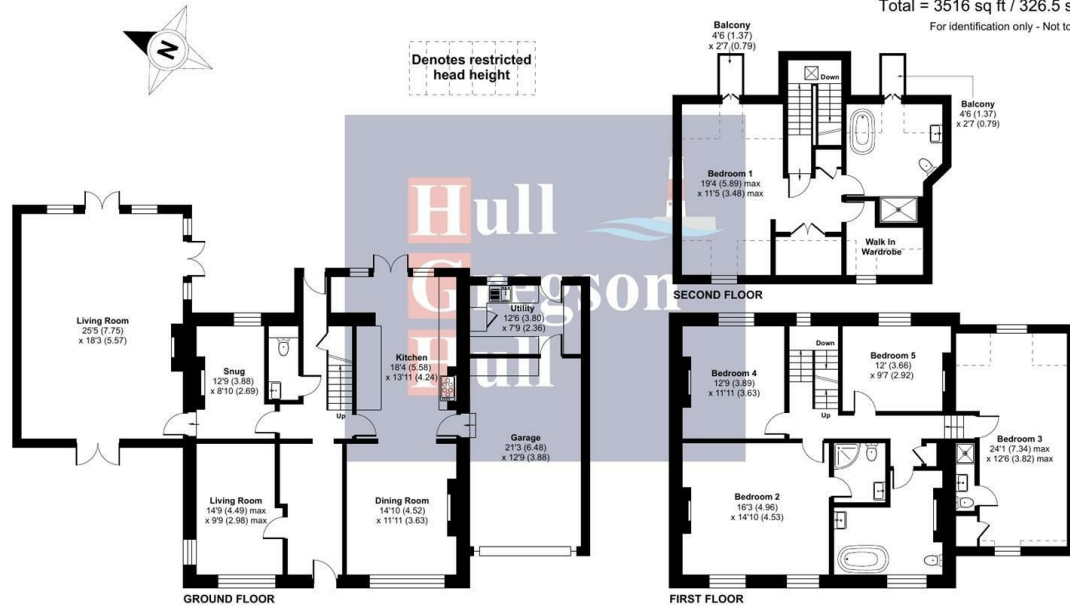 Total = 3516 sq ft / 326.5 s
For identification only - Not to
N
Denotes restricted
head height
Balcony
4'6 (1.37)
x 2'7 (0.79)
Down
Balcony
4'6 (1.37)
x 2'7 (0.79)
Bedroom 1
19'4 (5.89) max
x 11'5 (3.48) max
Walk In
Wardrobe
SECOND FLOOR
Hull
Gregson
Hull
Living Room
25'5 (7.75)
x 18'3 (5.57)
Snug
12'9 (3.88)
x 8'10 (2.69)
Up
Kitchen
18'4 (5.58)
x 13'11 (4.24)
Utility
12'6 (3.80)
x 7'9 (2.36)
Garage
21'3 (6.48)
x 12'9 (3.88)
Living Room
14'9 (4.49) max
x 9'9 (2.98) max
Dining Room
14'10 (4.52)
x 11'11 (3.63)
GROUND FLOOR
Bedroom 4
12'9 (3.89)
x 11'11 (3.63)
Down
Up
Bedroom 5
12' (3.66)
x 9'7 (2.92)
Bedroom 3
24'1 (7.34) max
x 12'6 (3.82) max
Bedroom 2
16'3 (4.96)
x 14'10 (4.53)
FIRST FLOOR